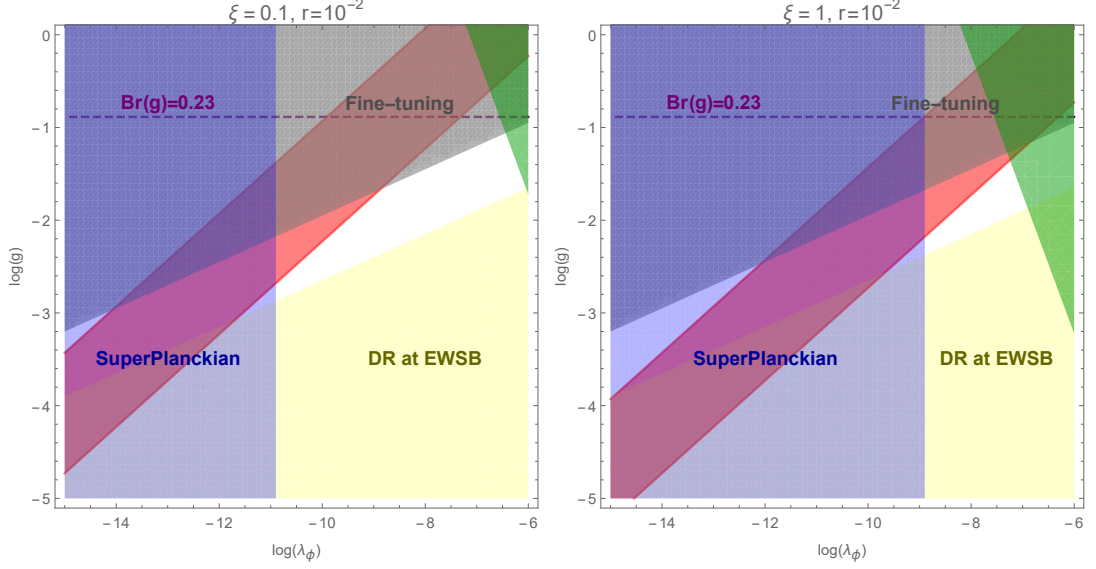 ξ = 0.1, r=10⁻²
0
Br(g)=0.23
Fine−tuning
−1
−2
log(g)
−3
SuperPlanckian
DR at EWSB
−4
−5
−14
−12
−10
−8
−6
log(λϕ)
ξ = 1, r=10⁻²
0
Br(g)=0.23
Fine−tuning
−1
−2
log(g)
−3
SuperPlanckian
DR at EWSB
−4
−5
−14
−12
−10
−8
−6
log(λϕ)